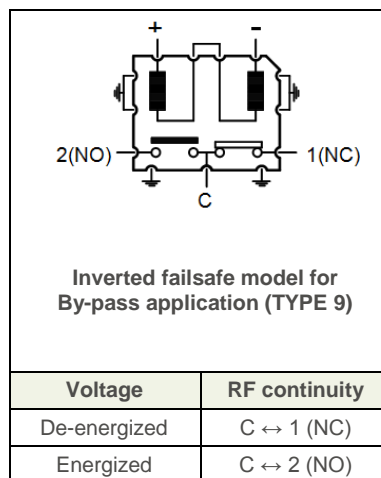 + -
2(NO) 1(NC)
C
Inverted failsafe model for
By-pass application (TYPE 9)
Voltage RF continuity
De-energized C ↔ 1 (NC)
Energized C ↔ 2 (NO)